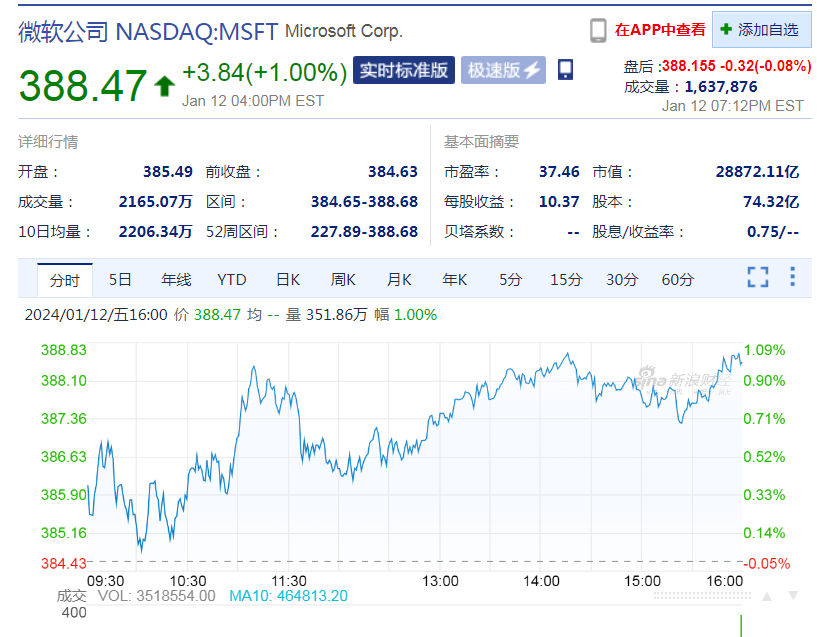 微软公司 NASDAQ:MSFT Microsoft Corp. 在APP中查看 添加自选
388.47 +3.84(+1.00%) 实时标准版 极速版 盘后:388.155 -0.32(-0.08%)
成交量:1,637,876
Jan 12 04:00PM EST Jan 12 07:12PM EST
详细行情 基本面摘要
开盘: 385.49 前收盘: 384.63 市盈率: 37.46 市值: 28872.11亿
成交量: 2165.07万 区间: 384.65-388.68 每股收益: 10.37 股本: 74.32亿
10日均量: 2206.34万 52周区间: 227.89-388.68 贝塔系数: -- 股息/收益率: 0.75/--
分时 5日 年线 YTD 日K 周K 月K 年K 5分 15分 30分 60分
2024/01/12/五16:00 价 388.47 均 -- 量 351.86万 幅 1.00%
388.83 1.09%
388.10 0.90%
sina新浪财经
387.36 0.71%
386.63 0.52%
385.90 0.33%
385.16 0.14%
384.43 -0.05%
09:30 10:30 11:30 13:00 14:00 15:00 16:00
成交 VOL: 3518554.00 MA10: 464813.20
400